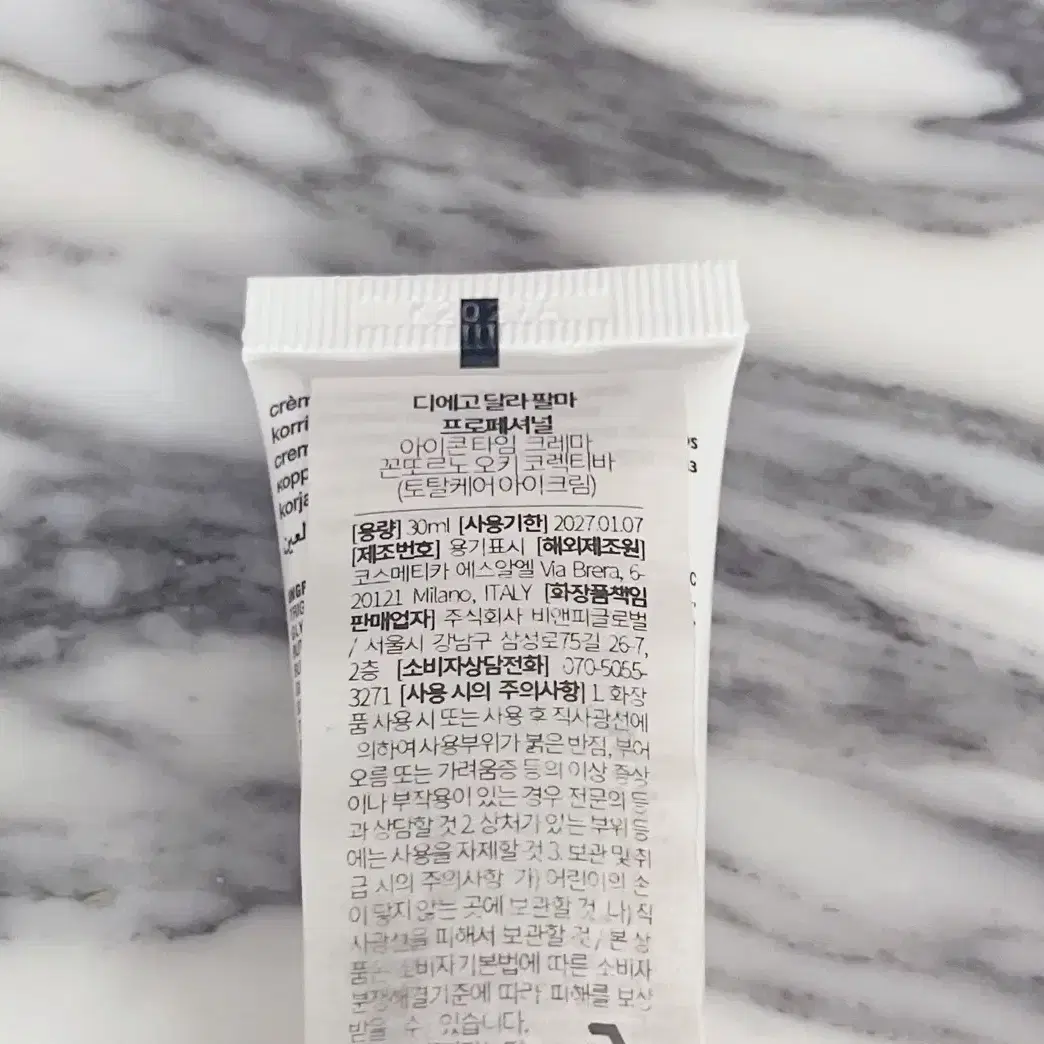 디에고 달라 팔마
프로페셔널
아이콘 타임 크레마
꼰또르노 오키 코렉티바
(토탈케어 아이크림)
[용량] 30ml [사용기한] 2027.01.07
[제조번호] 용기표시 [해외제조원]
코스메티카 에스알엘 Via Brera, 6-
20121 Milano, ITALY [화장품책임
판매업자] 주식회사 비앤피글로벌
/ 서울시 강남구 삼성로75길 26-7,
2층 [소비자상담전화] 070-5055-
3271 [사용 시의 주의사항] 1. 화장
품 사용 시 또는 사용 후 직사광선에
의하여 사용부위가 붉은 반점, 부어
오름 또는 가려움증 등의 이상 증상
이나 부작용이 있는 경우 전문의 등
과 상담할 것 2. 상처가 있는 부위 등
에는 사용을 자제할 것 3. 보관 및 취
급 시의 주의사항 가) 어린이의 손
이 닿지 않는 곳에 보관할 것 나) 직
사광선을 피해서 보관할 것 / 본 상
품은 소비자기본법에 따른 소비자
분쟁해결기준에 따라 피해를 보상
받을 수 있습니다.
crèm
korri
crem
корр
korja